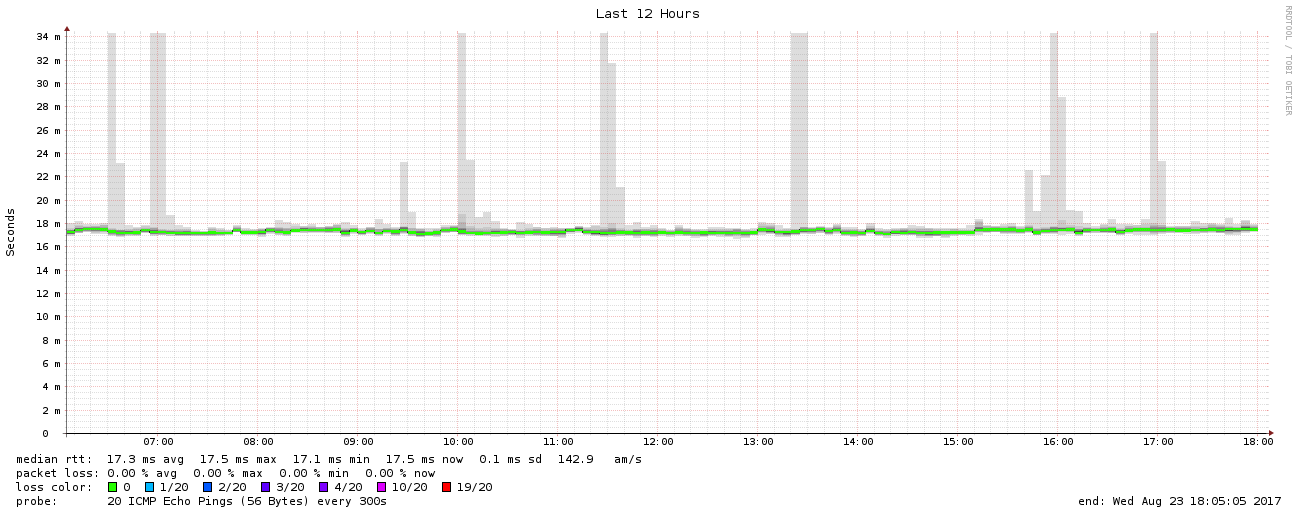 Last 12 Hours
RRDTOOL / TOBI OETIKER
Seconds
34 m
32 m
30 m
28 m
26 m
24 m
22 m
20 m
18 m
16 m
14 m
12 m
10 m
8 m
6 m
4 m
2 m
0
07:00 08:00 09:00 10:00 11:00 12:00 13:00 14:00 15:00 16:00 17:00 18:00
median rtt: 17.3 ms avg 17.5 ms max 17.1 ms min 17.5 ms now 0.1 ms sd 142.9 am/s
packet loss: 0.00 % avg 0.00 % max 0.00 % min 0.00 % now
loss color: 0 1/20 2/20 3/20 4/20 10/20 19/20
probe: 20 ICMP Echo Pings (56 Bytes) every 300s end: Wed Aug 23 18:05:05 2017